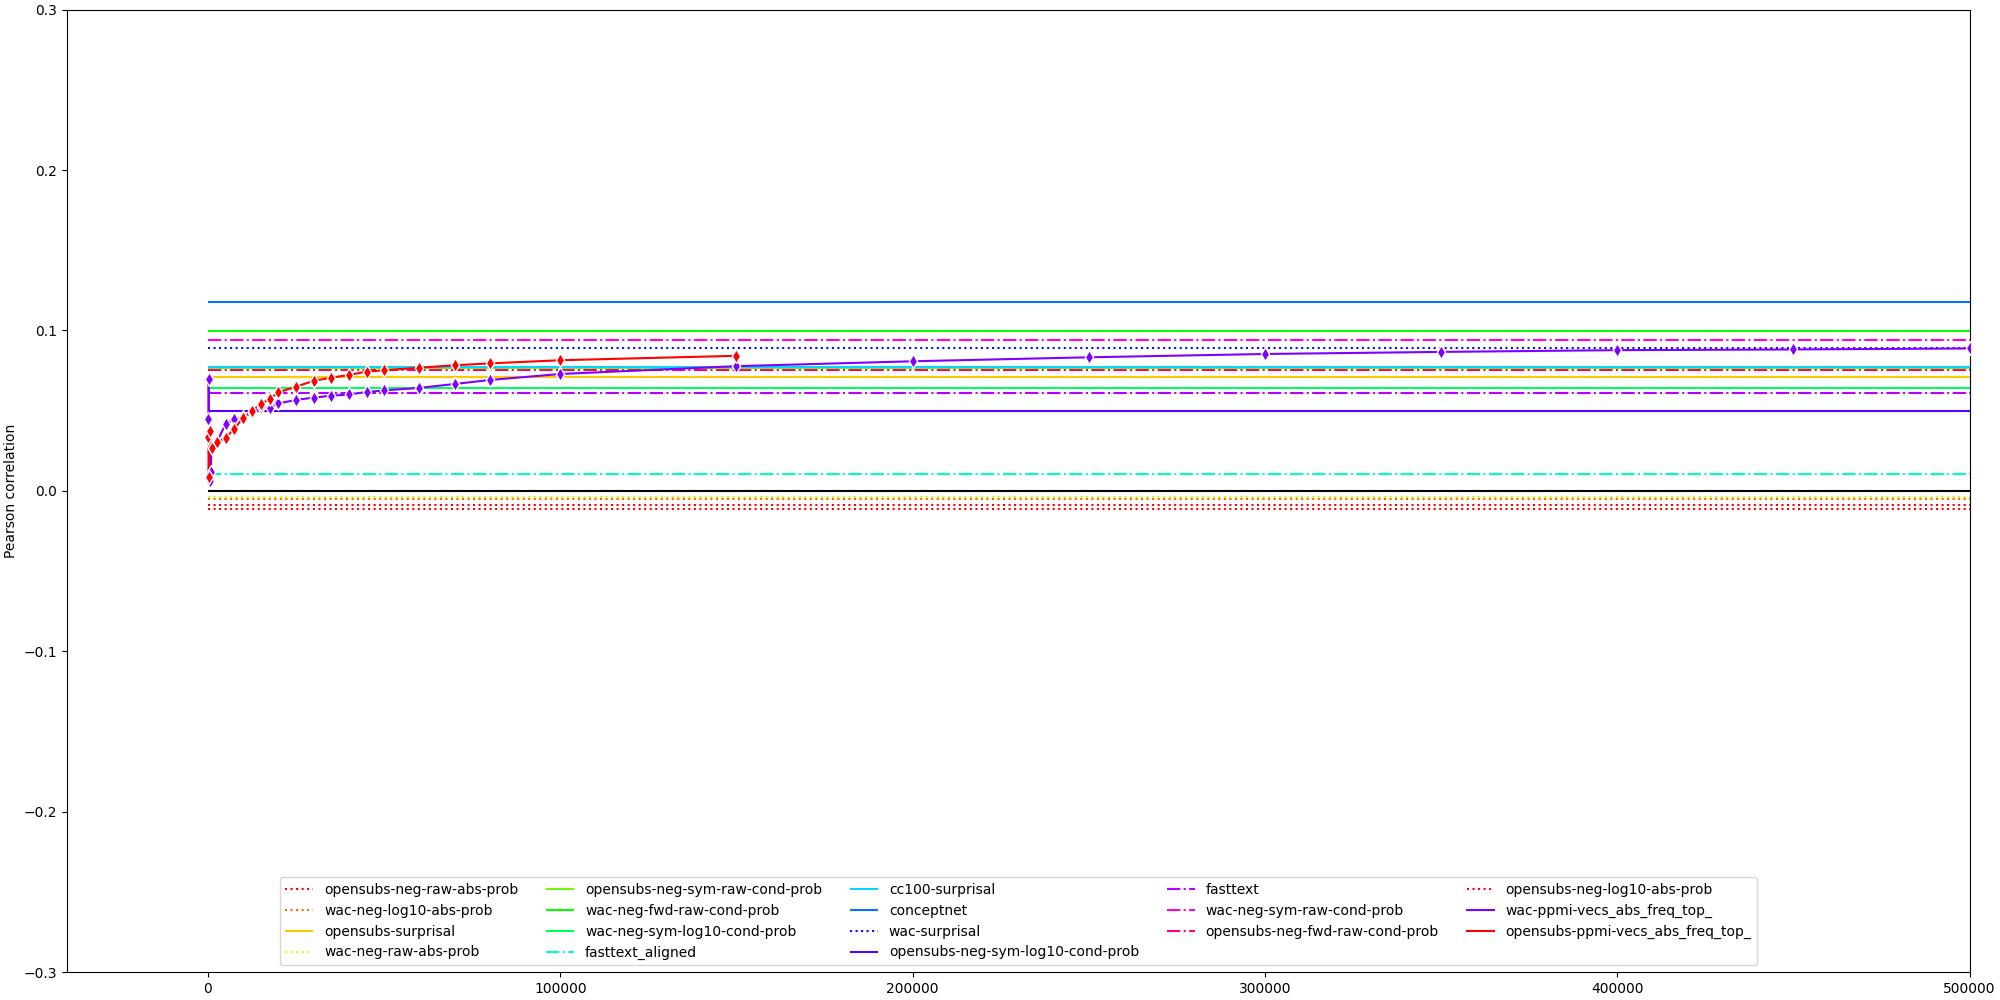 0.3
0.2
0.1
0.0
−0.1
−0.2
−0.3
Pearson correlation
opensubs-neg-raw-abs-prob
wac-neg-log10-abs-prob
opensubs-surprisal
wac-neg-raw-abs-prob
opensubs-neg-sym-raw-cond-prob
wac-neg-fwd-raw-cond-prob
wac-neg-sym-log10-cond-prob
fasttext_aligned
cc100-surprisal
conceptnet
wac-surprisal
opensubs-neg-sym-log10-cond-prob
fasttext
wac-neg-sym-raw-cond-prob
opensubs-neg-fwd-raw-cond-prob
opensubs-neg-log10-abs-prob
wac-ppmi-vecs_abs_freq_top_
opensubs-ppmi-vecs_abs_freq_top_
0 100000 200000 300000 400000 500000